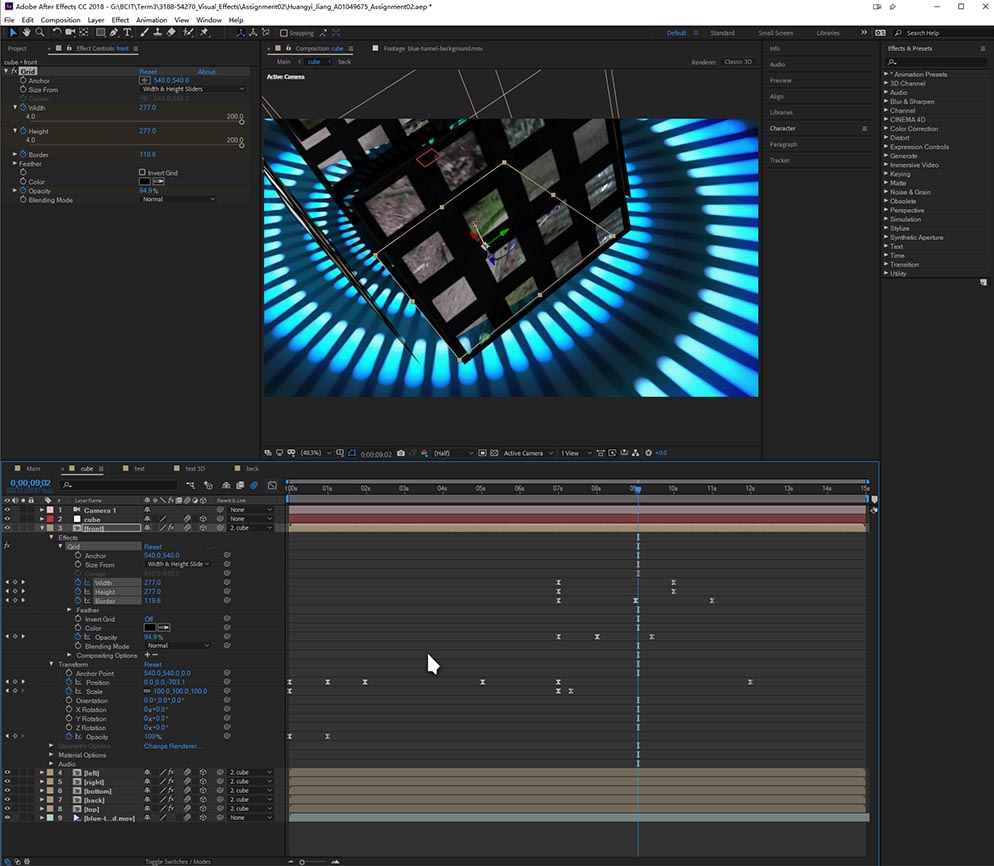 Adobe After Effects CC 2018 - G:\BCIT\Term3\3188-54270_Visual_Effects\Assignment02\Huangyi_Jiang_A01049675_Assignment02.aep *
File Edit Composition Layer Effect Animation View Window Help
Snapping
Default Standard Small Screen Libraries Search Help
Project Effect Controls front
cube • front
Grid Reset About...
Anchor 540.0,540.0
Size From Width & Height Sliders
Corner 648.0,648.0
Width 277.0
4.0 200.0
Height 277.0
4.0 200.0
Border 119.6
Feather
Invert Grid
Color
Opacity 94.9 %
Blending Mode Normal
Composition cube Footage blue-tunnel-background.mov
Main cube back
Renderer: Classic 3D
Active Camera
(48.3%) 0;00;09;02 (Half) Active Camera 1 View +0.0
Info
Audio
Preview
Align
Libraries
Character
Paragraph
Tracker
Effects & Presets
* Animation Presets
3D Channel
Audio
Blur & Sharpen
Channel
CINEMA 4D
Color Correction
Distort
Expression Controls
Generate
Immersive Video
Keying
Matte
Noise & Grain
Obsolete
Perspective
Simulation
Stylize
Synthetic Aperture
Text
Time
Transition
Utility
Main cube text text 3D back
0;00;09;02
# Layer Name Parent & Link
:00s 01s 02s 03s 04s 05s 06s 07s 08s 10s 11s 12s 13s 14s 15s
1 Camera 1 None
2 cube None
3 [front] 2. cube
Effects
Grid Reset
Anchor 540.0,540.0
Size From Width & Height Slide
Corner 648.0,648.0
Width 277.0
Height 277.0
Border 119.6
Feather
Invert Grid Off
Color
Opacity 94.9 %
Blending Mode Normal
Compositing Options + −
Transform Reset
Anchor Point 540.0,540.0,0.0
Position 0.0,0.0,-703.1
Scale 100.0,100.0,100.0
Orientation 0.0°,0.0°,0.0°
X Rotation 0x+0.0°
Y Rotation 0x+0.0°
Z Rotation 0x+0.0°
Opacity 100%
Geometry Options Change Renderer...
Material Options
Audio
4 [left] 2. cube
5 [right] 2. cube
6 [bottom] 2. cube
7 [back] 2. cube
8 [top] 2. cube
9 [blue-t...d.mov] None
Toggle Switches / Modes